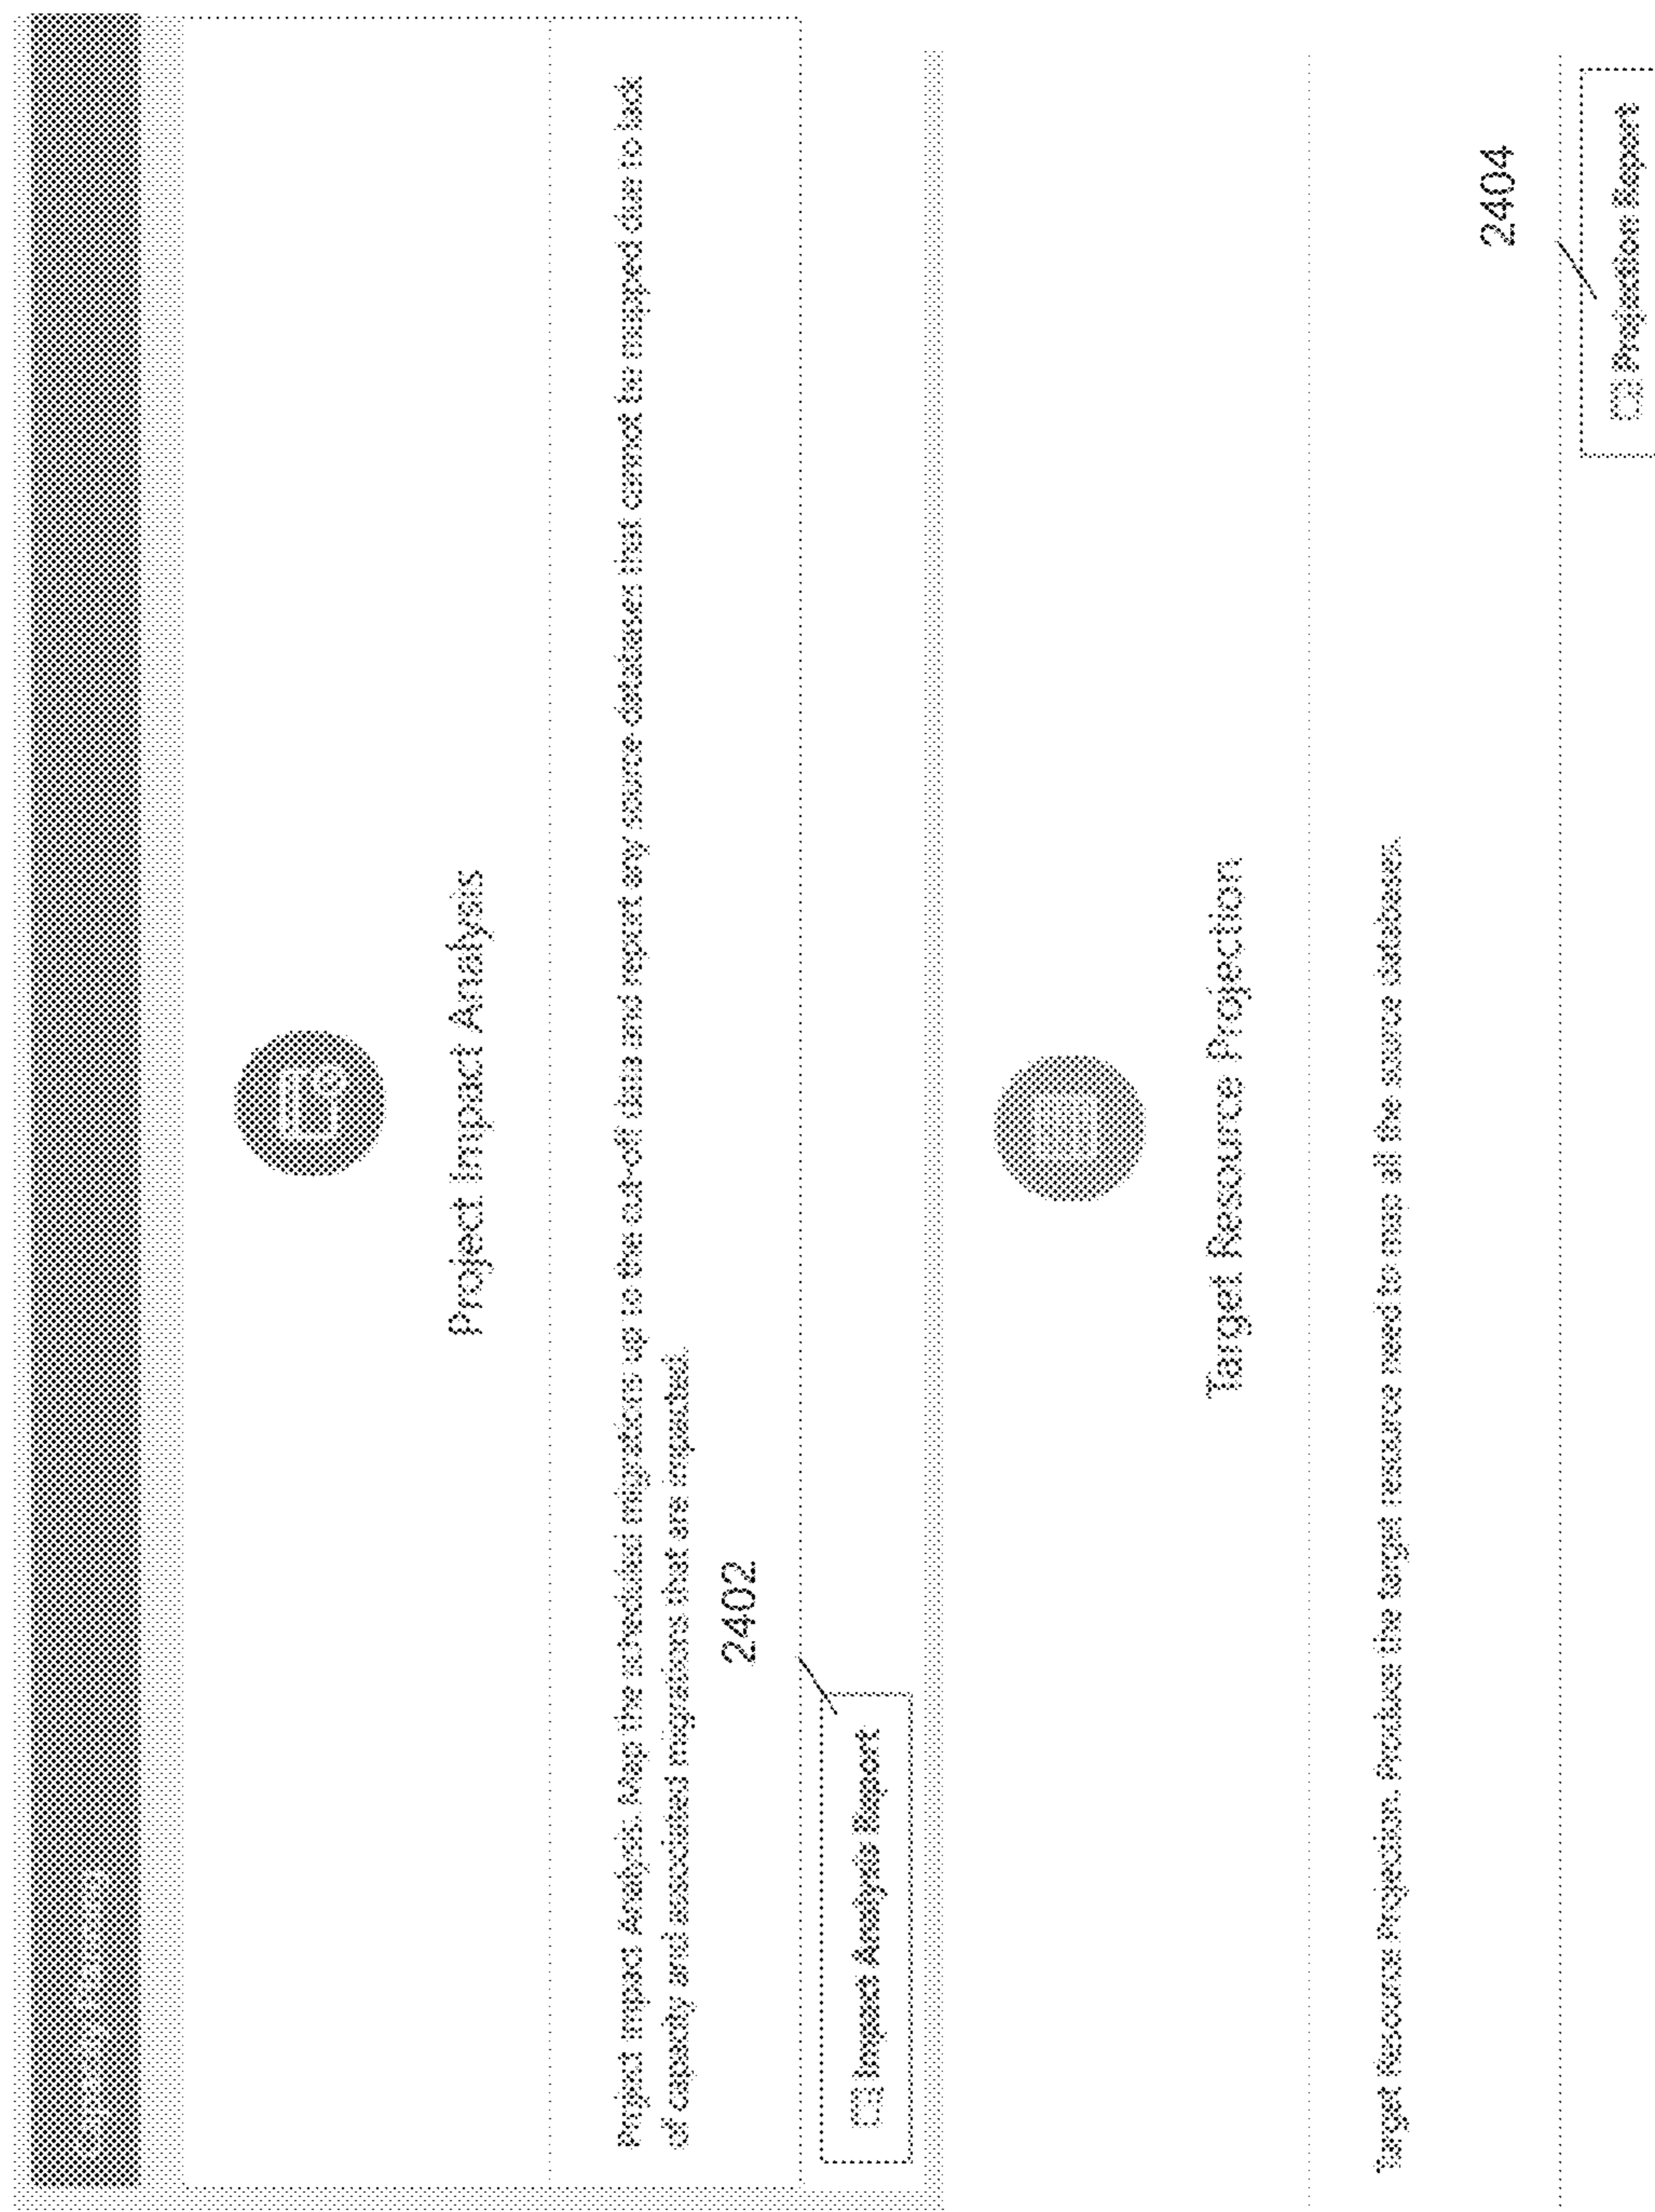 Project Impact Analysis
Project Impact Analysis. Map the scheduled migrations up to the cut-off data and report any source databases that cannot be mapped due to lack
of capacity and associated migrations that are impacted.
2402
Impact Analysis Report
Target Resource Projection
Target Resource Projection. Produces the target resource need to map all the source databases.
2404
Projection Report